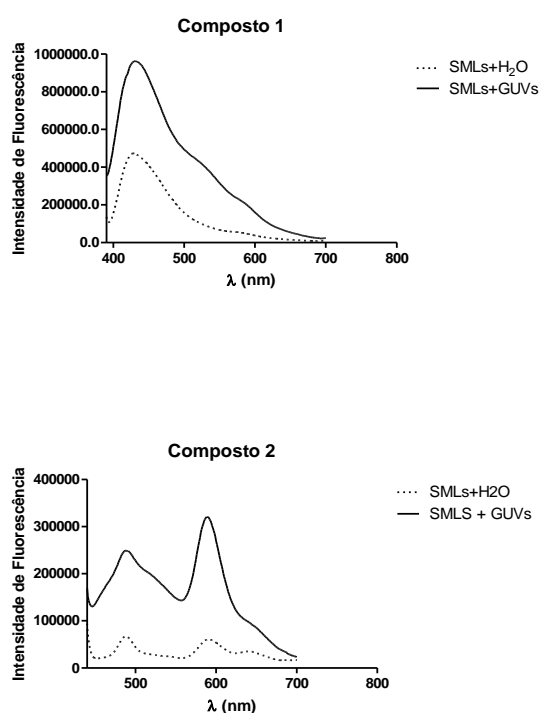 Composto 1
Intensidade de Fluorescência
1000000.0
800000.0
600000.0
400000.0
200000.0
0.0
400 500 600 700 800
λ (nm)
SMLs+H₂O
SMLs+GUVs
Composto 2
Intensidade de Fluorescência
400000
300000
200000
100000
0
500 600 700 800
λ (nm)
SMLs+H2O
SMLS + GUVs